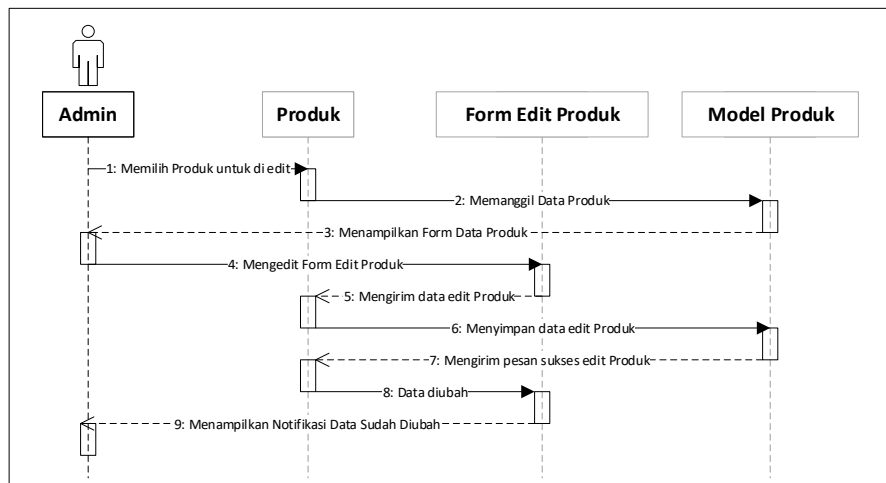 Admin
Produk
Form Edit Produk
Model Produk
1: Memilih Produk untuk di edit
2: Memanggil Data Produk
3: Menampilkan Form Data Produk
4: Mengedit Form Edit Produk
5: Mengirim data edit Produk
6: Menyimpan data edit Produk
7: Mengirim pesan sukses edit Produk
8: Data diubah
9: Menampilkan Notifikasi Data Sudah Diubah